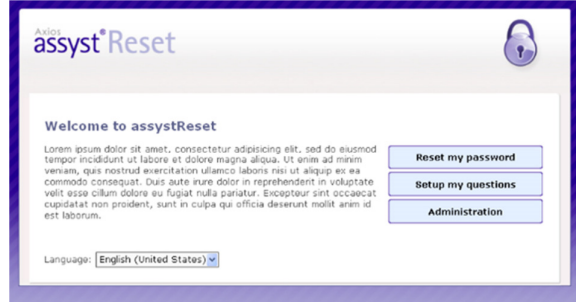 Axios
assyst*Reset
Welcome to assystReset
Lorem ipsum dolor sit amet, consectetur adipisicing elit, sed do eiusmod
tempor incididunt ut labore et dolore magna aliqua. Ut enim ad minim
veniam, quis nostrud exercitation ullamco laboris nisi ut aliquip ex ea
commodo consequat. Duis aute irure dolor in reprehenderit in voluptate
velit esse cillum dolore eu fugiat nulla pariatur. Excepteur sint occaecat
cupidatat non proident, sunt in culpa qui officia deserunt mollit anim id
est laborum.
Reset my password
Setup my questions
Administration
Language: English (United States)